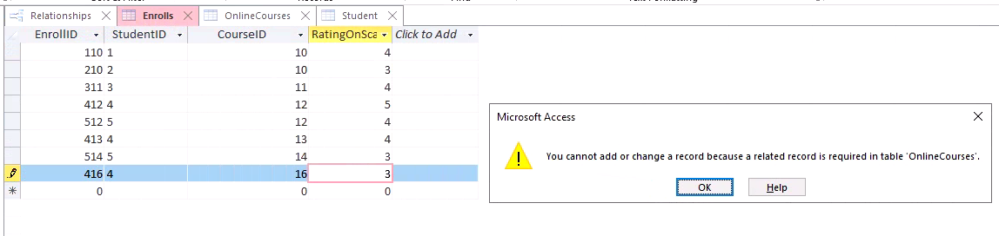 Relationships Enrolls OnlineCourses Student
EnrollID StudentID CourseID RatingOnSca Click to Add
110 1 10 4
210 2 10 3
311 3 11 4
412 4 12 5
512 5 12 4
413 4 13 4
514 5 14 3
416 4 16 3
0 0 0
Microsoft Access
You cannot add or change a record because a related record is required in table 'OnlineCourses'.
OK Help